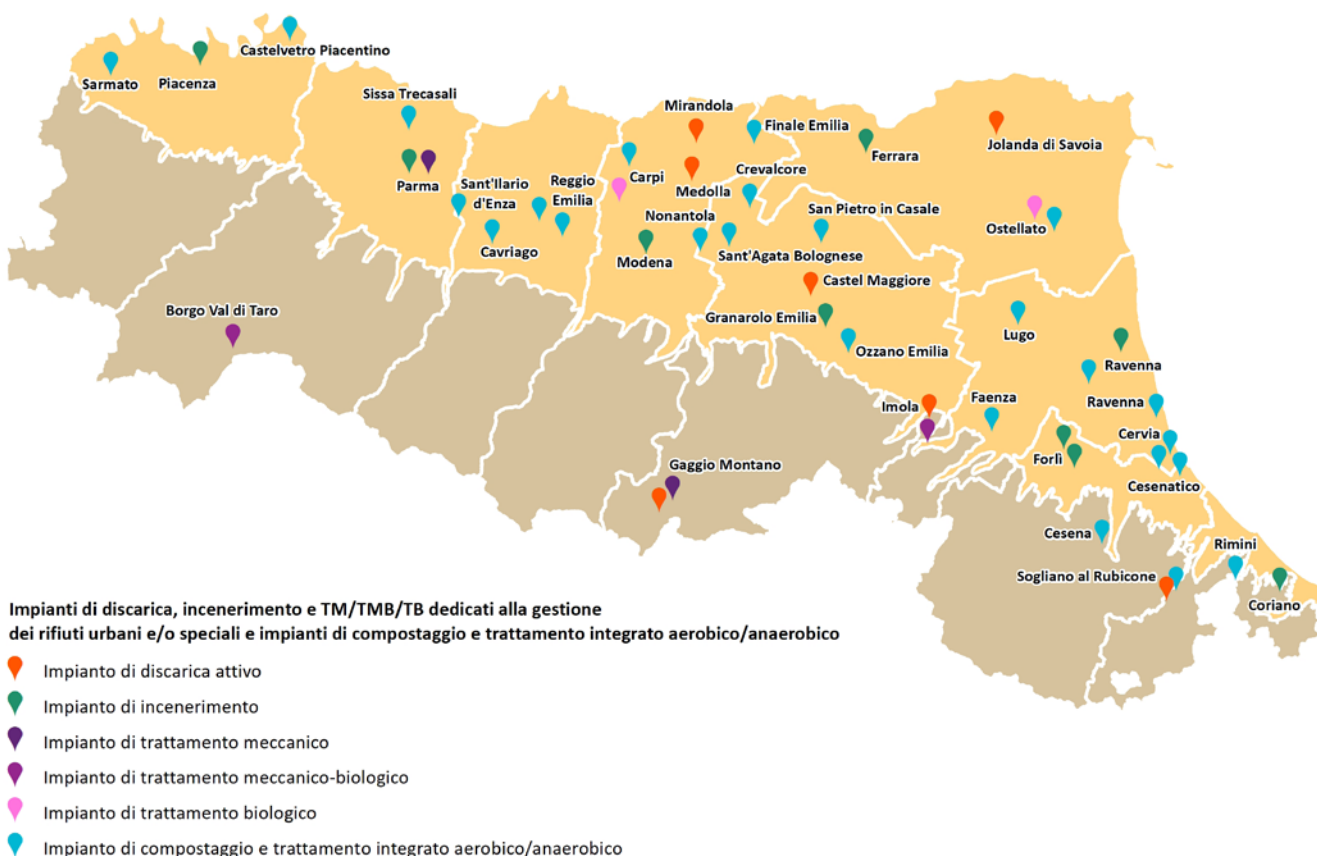 Castelvetro Piacentino
Sarmato
Piacenza
Sissa Trecasali
Mirandola
Finale Emilia
Ferrara
Jolanda di Savoia
Parma
Sant'Ilario
d'Enza
Reggio
Emilia
Carpi
Medolla
Crevalcore
Cavriago
Nonantola
Modena
San Pietro in Casale
Sant'Agata Bolognese
Ostellato
Castel Maggiore
Borgo Val di Taro
Granarolo Emilia
Ozzano Emilia
Lugo
Ravenna
Imola
Faenza
Ravenna
Cervia
Forlì
Gaggio Montano
Cesenatico
Cesena
Rimini
Sogliano al Rubicone
Coriano
Impianti di discarica, incenerimento e TM/TMB/TB dedicati alla gestione
dei rifiuti urbani e/o speciali e impianti di compostaggio e trattamento integrato aerobico/anaerobico
Impianto di discarica attivo
Impianto di incenerimento
Impianto di trattamento meccanico
Impianto di trattamento meccanico-biologico
Impianto di trattamento biologico
Impianto di compostaggio e trattamento integrato aerobico/anaerobico